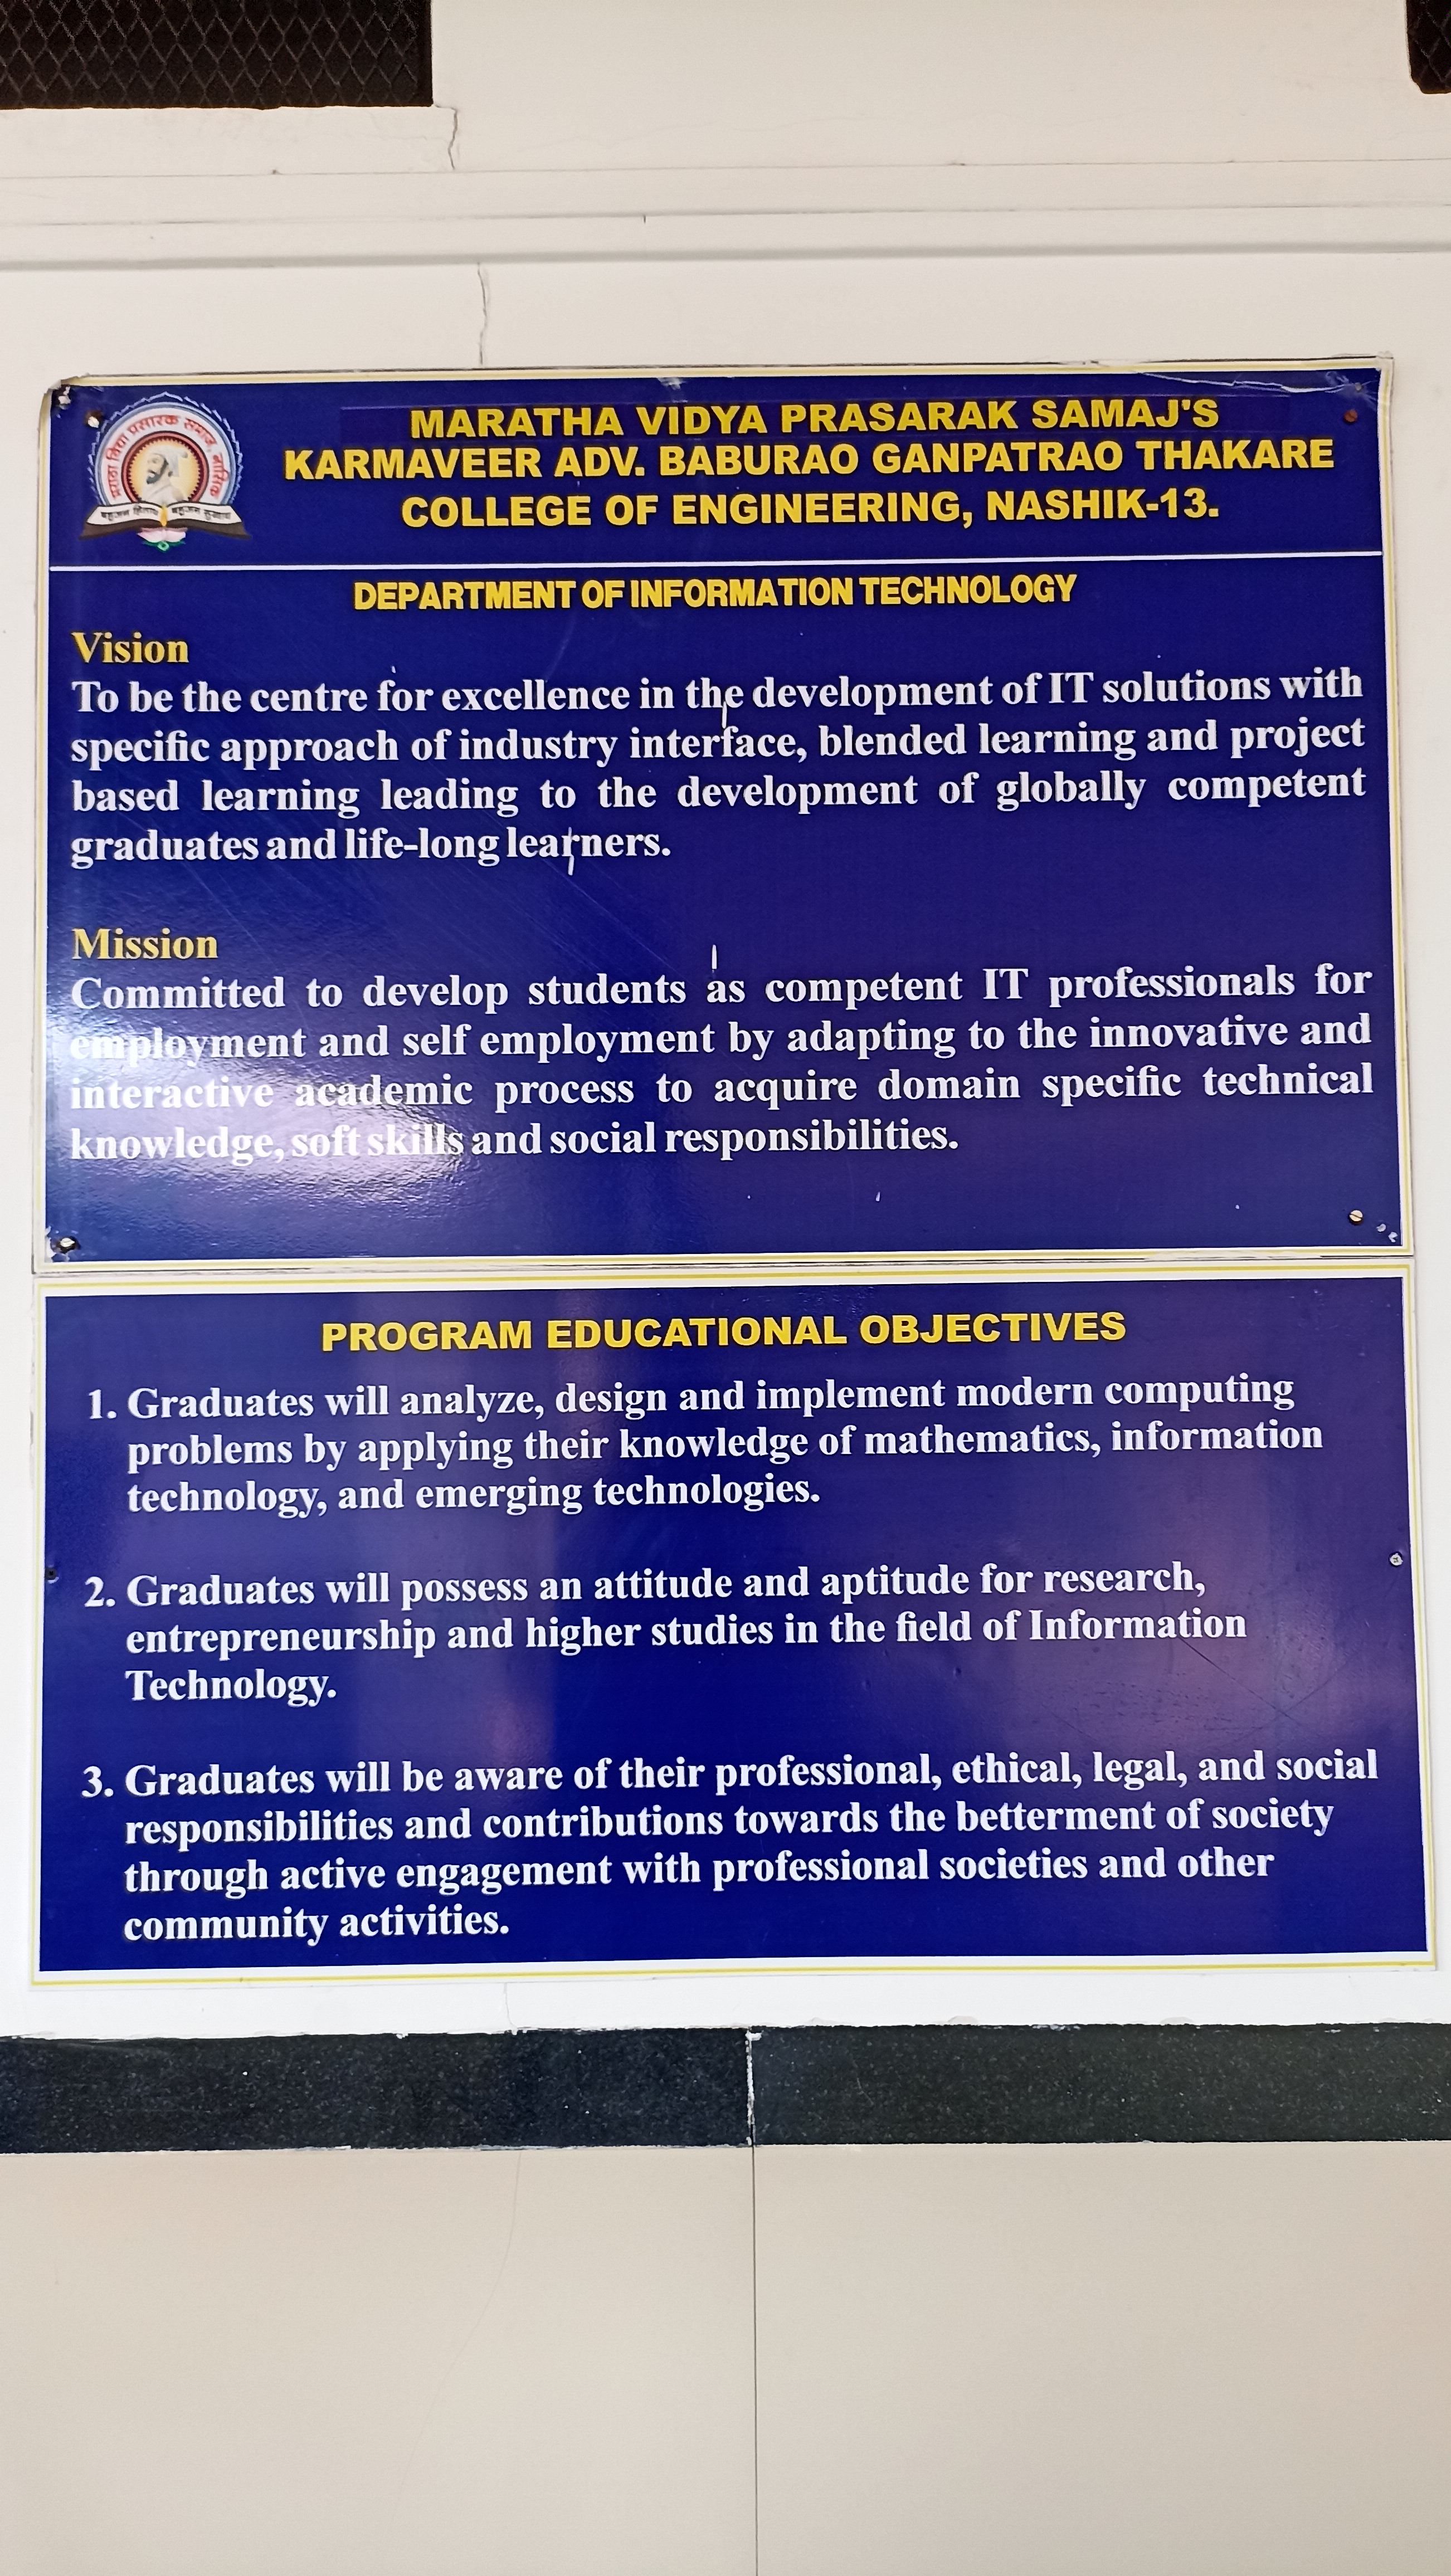 मराठा विद्या प्रसारक समाज, नाशिक
बहुजन हिताय बहुजन सुखाय
MARATHA VIDYA PRASARAK SAMAJ'S
KARMAVEER ADV. BABURAO GANPATRAO THAKARE
COLLEGE OF ENGINEERING, NASHIK-13.
DEPARTMENT OF INFORMATION TECHNOLOGY
Vision
To be the centre for excellence in the development of IT solutions with
specific approach of industry interface, blended learning and project
based learning leading to the development of globally competent
graduates and life-long learners.
Mission
Committed to develop students as competent IT professionals for
employment and self employment by adapting to the innovative and
interactive academic process to acquire domain specific technical
knowledge, soft skills and social responsibilities.
PROGRAM EDUCATIONAL OBJECTIVES
1. Graduates will analyze, design and implement modern computing
problems by applying their knowledge of mathematics, information
technology, and emerging technologies.
2. Graduates will possess an attitude and aptitude for research,
entrepreneurship and higher studies in the field of Information
Technology.
3. Graduates will be aware of their professional, ethical, legal, and social
responsibilities and contributions towards the betterment of society
through active engagement with professional societies and other
community activities.